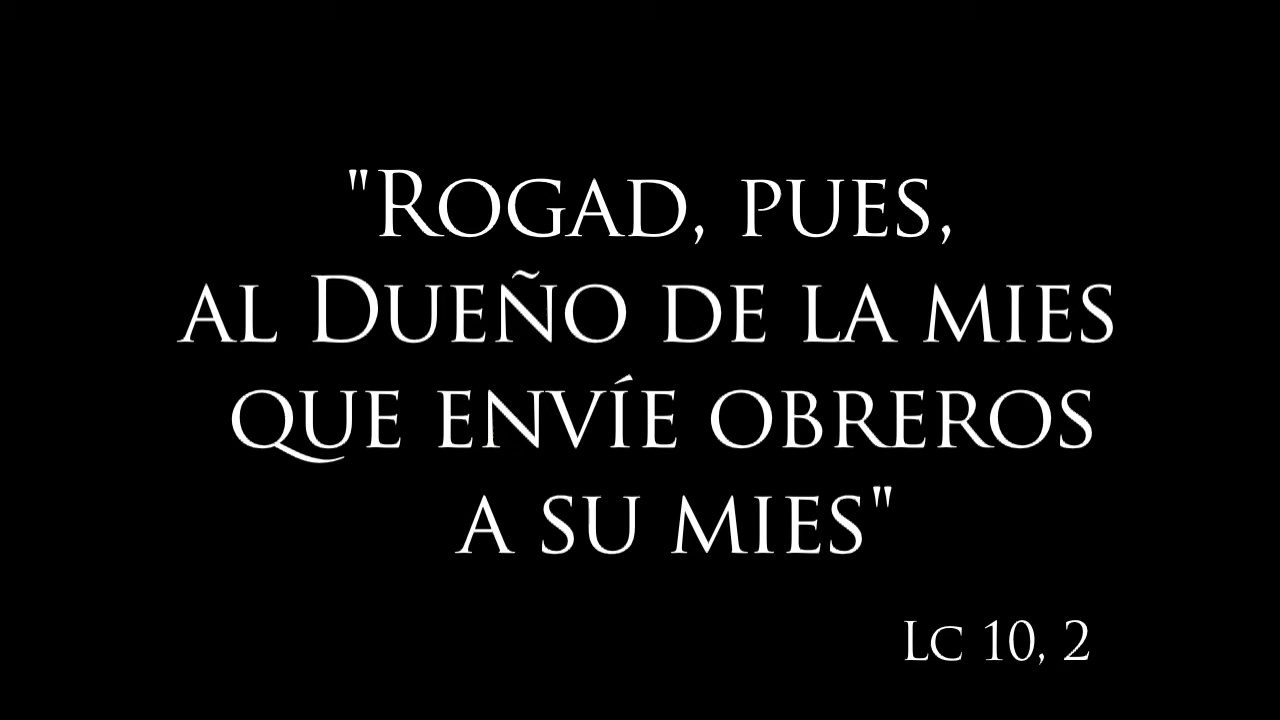 "Rogad, pues,
al Dueño de la mies
que envíe obreros
a su mies"
Lc 10, 2